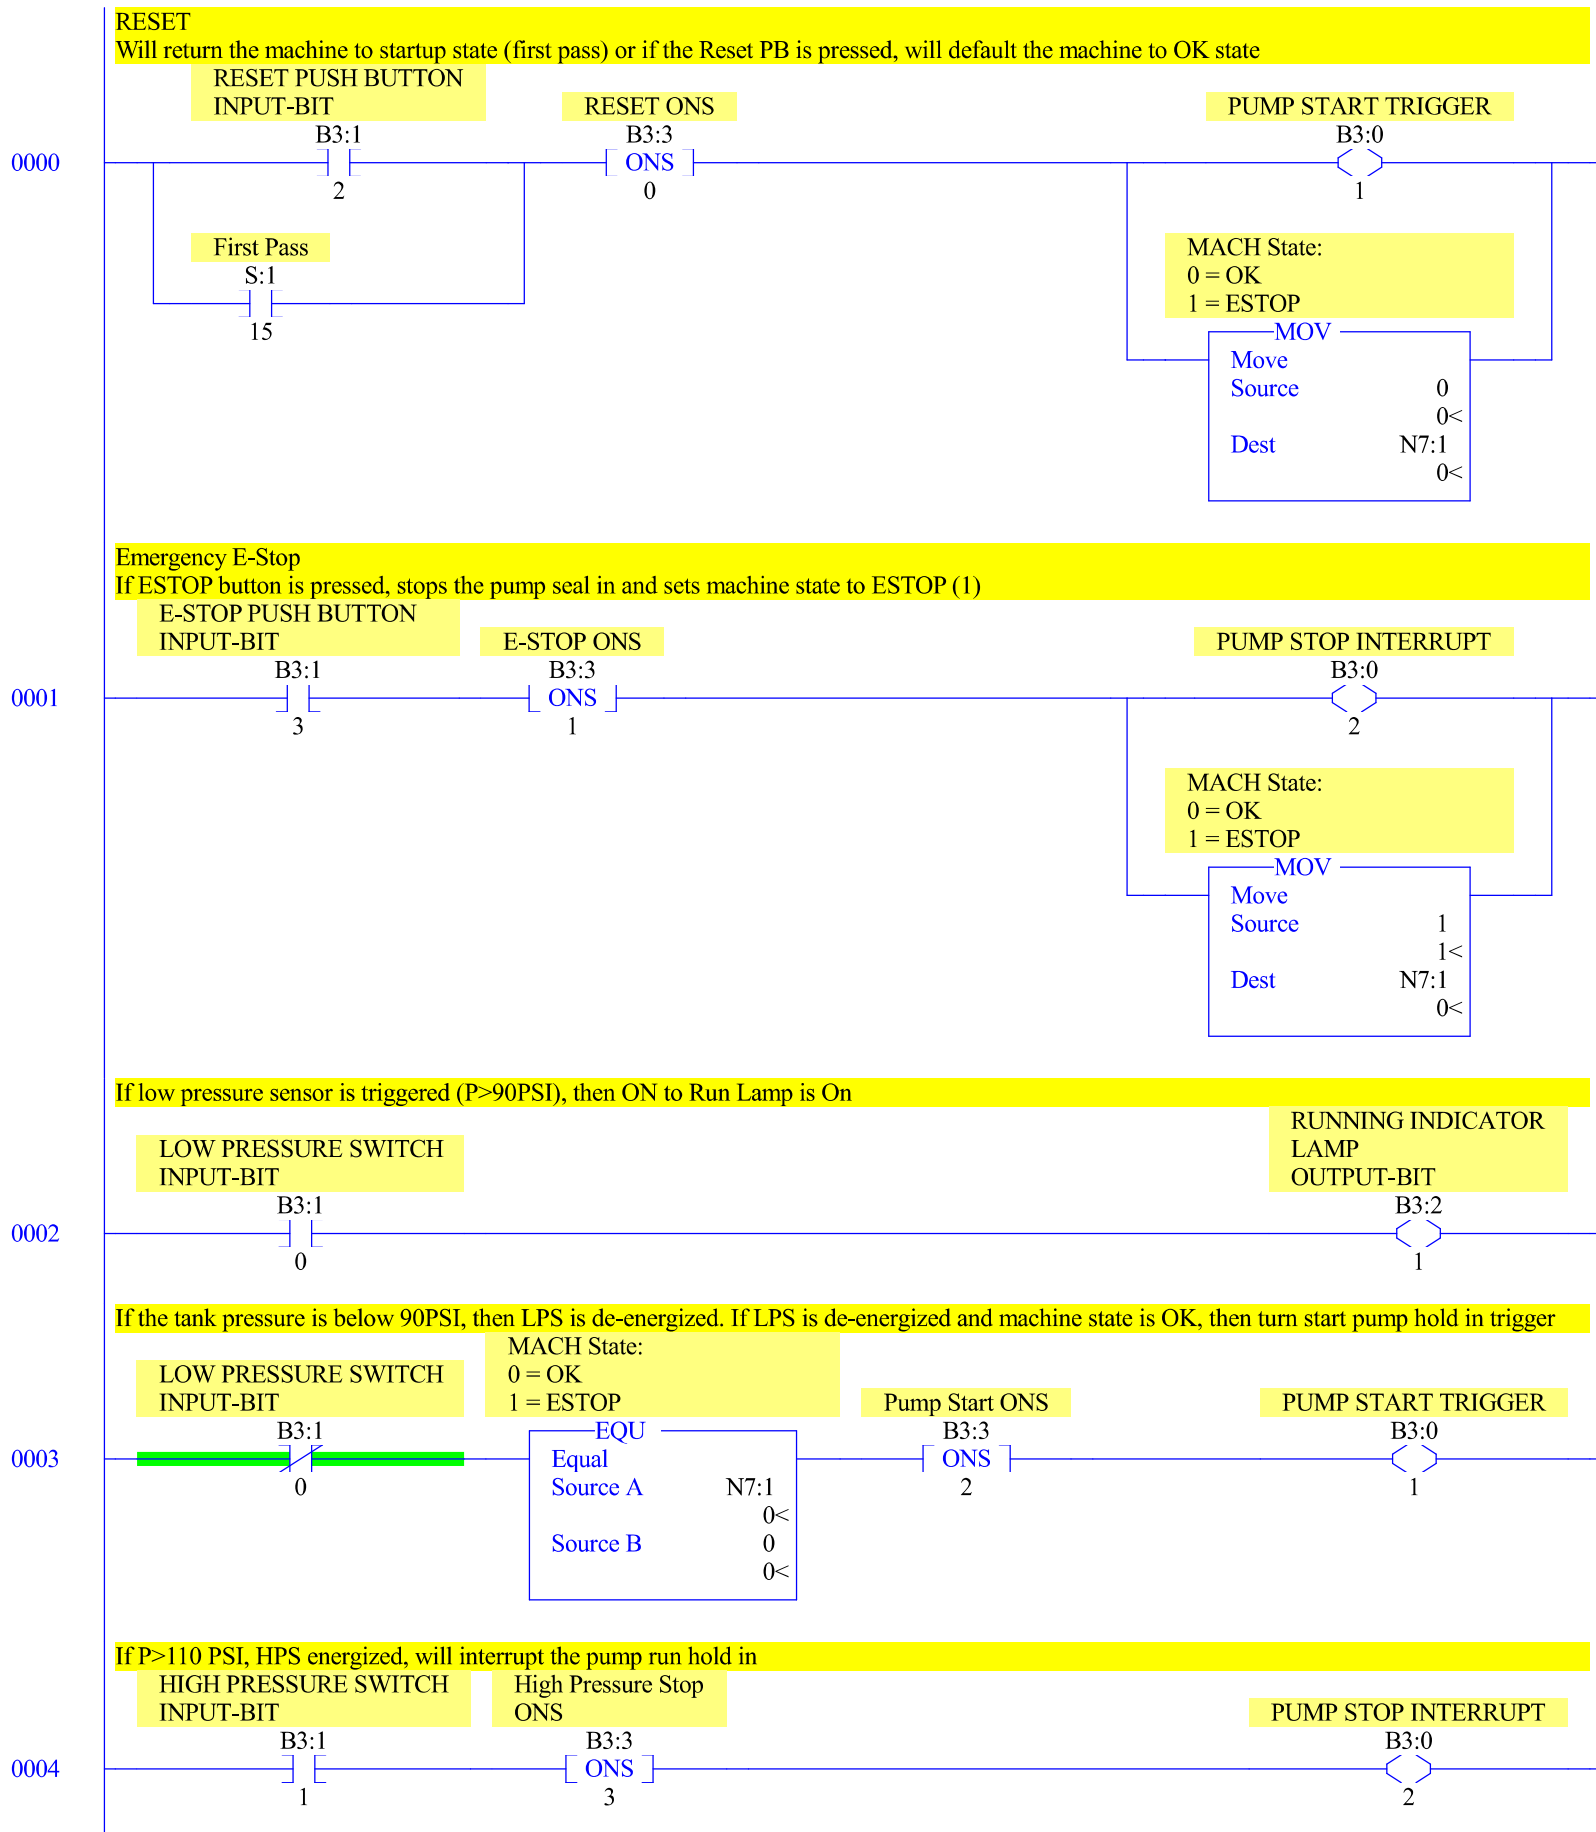 RESET
Will return the machine to startup state (first pass) or if the Reset PB is pressed, will default the machine to OK state
RESET PUSH BUTTON
INPUT-BIT
B3:1
2
RESET ONS
B3:3
ONS
0
PUMP START TRIGGER
B3:0
1
0000
First Pass
S:1
15
MACH State:
0 = OK
1 = ESTOP
MOV
Move
Source 0
0<
Dest N7:1
0<
Emergency E-Stop
If ESTOP button is pressed, stops the pump seal in and sets machine state to ESTOP (1)
E-STOP PUSH BUTTON
INPUT-BIT
B3:1
3
E-STOP ONS
B3:3
ONS
1
PUMP STOP INTERRUPT
B3:0
2
0001
MACH State:
0 = OK
1 = ESTOP
MOV
Move
Source 1
1<
Dest N7:1
0<
If low pressure sensor is triggered (P>90PSI), then ON to Run Lamp is On
LOW PRESSURE SWITCH
INPUT-BIT
B3:1
0
RUNNING INDICATOR
LAMP
OUTPUT-BIT
B3:2
1
0002
If the tank pressure is below 90PSI, then LPS is de-energized. If LPS is de-energized and machine state is OK, then turn start pump hold in trigger
LOW PRESSURE SWITCH
INPUT-BIT
B3:1
0
MACH State:
0 = OK
1 = ESTOP
EQU
Equal
Source A N7:1
0<
Source B 0
0<
Pump Start ONS
B3:3
ONS
2
PUMP START TRIGGER
B3:0
1
0003
If P>110 PSI, HPS energized, will interrupt the pump run hold in
HIGH PRESSURE SWITCH
INPUT-BIT
B3:1
1
High Pressure Stop
ONS
B3:3
ONS
3
PUMP STOP INTERRUPT
B3:0
2
0004